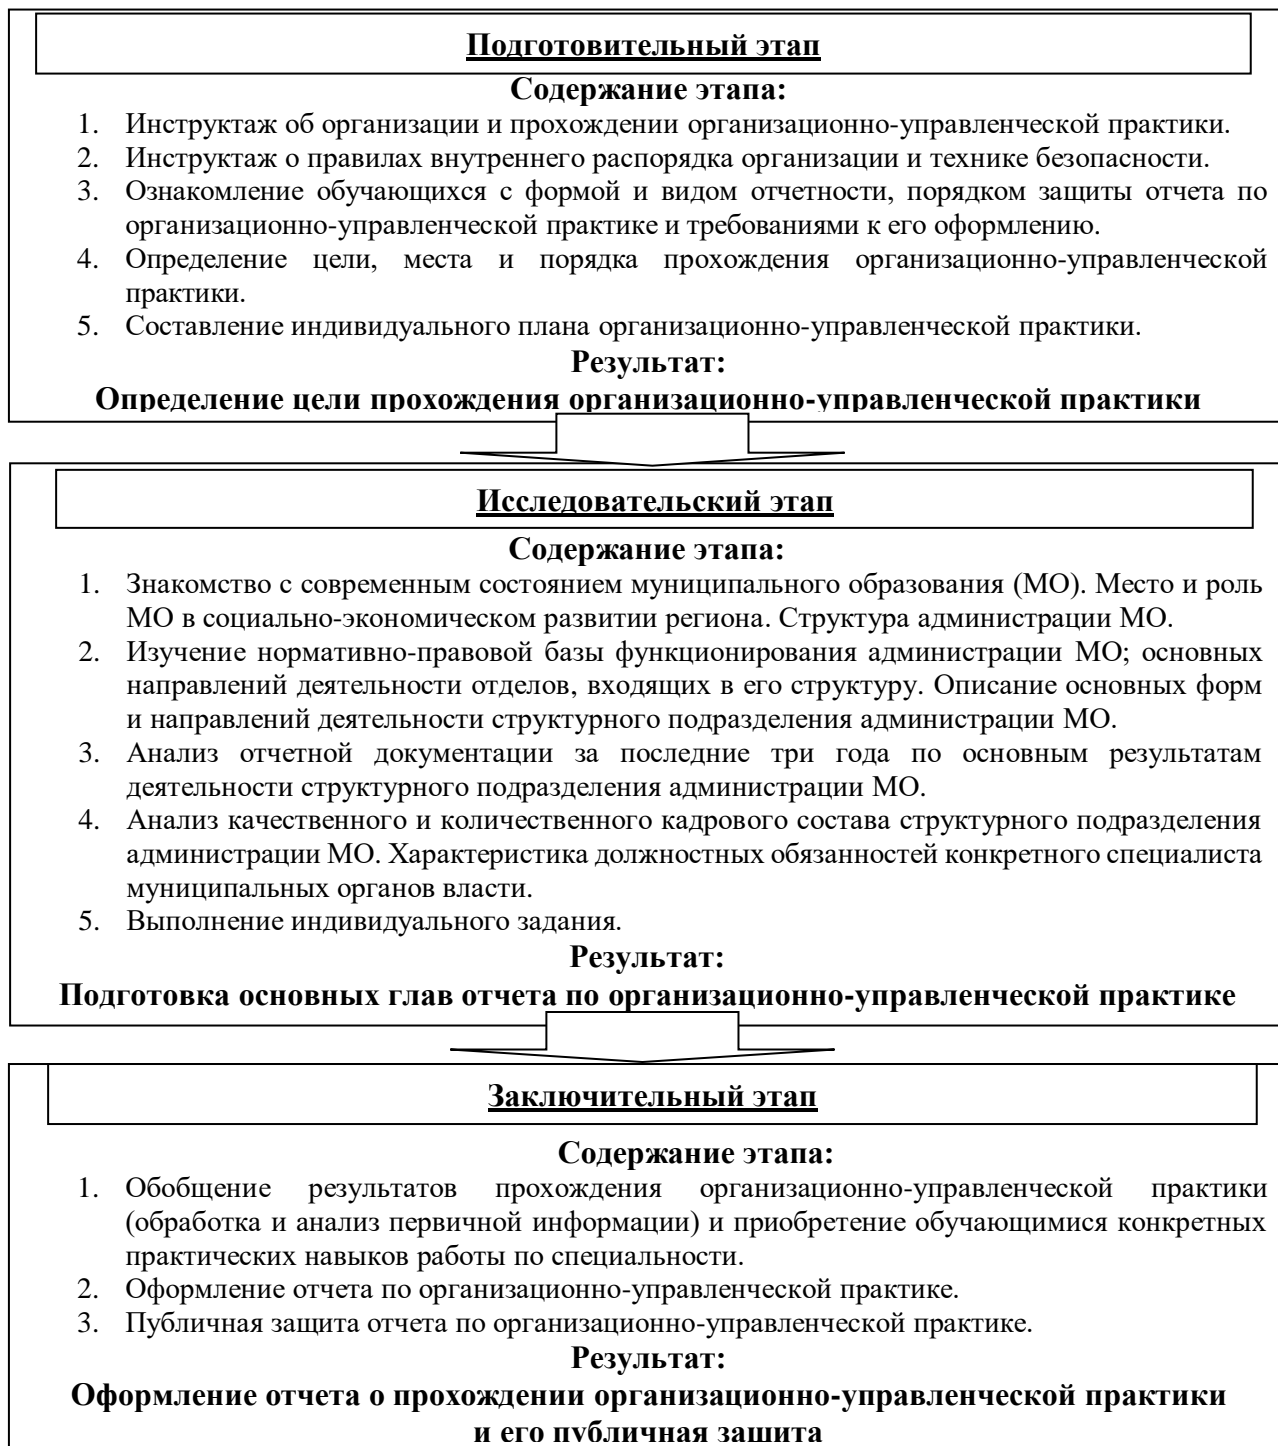 Подготовительный этап
Содержание этапа:
1. Инструктаж об организации и прохождении организационно-управленческой практики.
2. Инструктаж о правилах внутреннего распорядка организации и технике безопасности.
3. Ознакомление обучающихся с формой и видом отчетности, порядком защиты отчета по
организационно-управленческой практике и требованиями к его оформлению.
4. Определение цели, места и порядка прохождения организационно-управленческой
практики.
5. Составление индивидуального плана организационно-управленческой практики.
Результат:
Определение цели прохождения организационно-управленческой практики
Исследовательский этап
Содержание этапа:
1. Знакомство с современным состоянием муниципального образования (МО). Место и роль
МО в социально-экономическом развитии региона. Структура администрации МО.
2. Изучение нормативно-правовой базы функционирования администрации МО; основных
направлений деятельности отделов, входящих в его структуру. Описание основных форм
и направлений деятельности структурного подразделения администрации МО.
3. Анализ отчетной документации за последние три года по основным результатам
деятельности структурного подразделения администрации МО.
4. Анализ качественного и количественного кадрового состава структурного подразделения
администрации МО. Характеристика должностных обязанностей конкретного специалиста
муниципальных органов власти.
5. Выполнение индивидуального задания.
Результат:
Подготовка основных глав отчета по организационно-управленческой практике
Заключительный этап
Содержание этапа:
1. Обобщение результатов прохождения организационно-управленческой практики
(обработка и анализ первичной информации) и приобретение обучающимися конкретных
практических навыков работы по специальности.
2. Оформление отчета по организационно-управленческой практике.
3. Публичная защита отчета по организационно-управленческой практике.
Результат:
Оформление отчета о прохождении организационно-управленческой практики
и его публичная защита